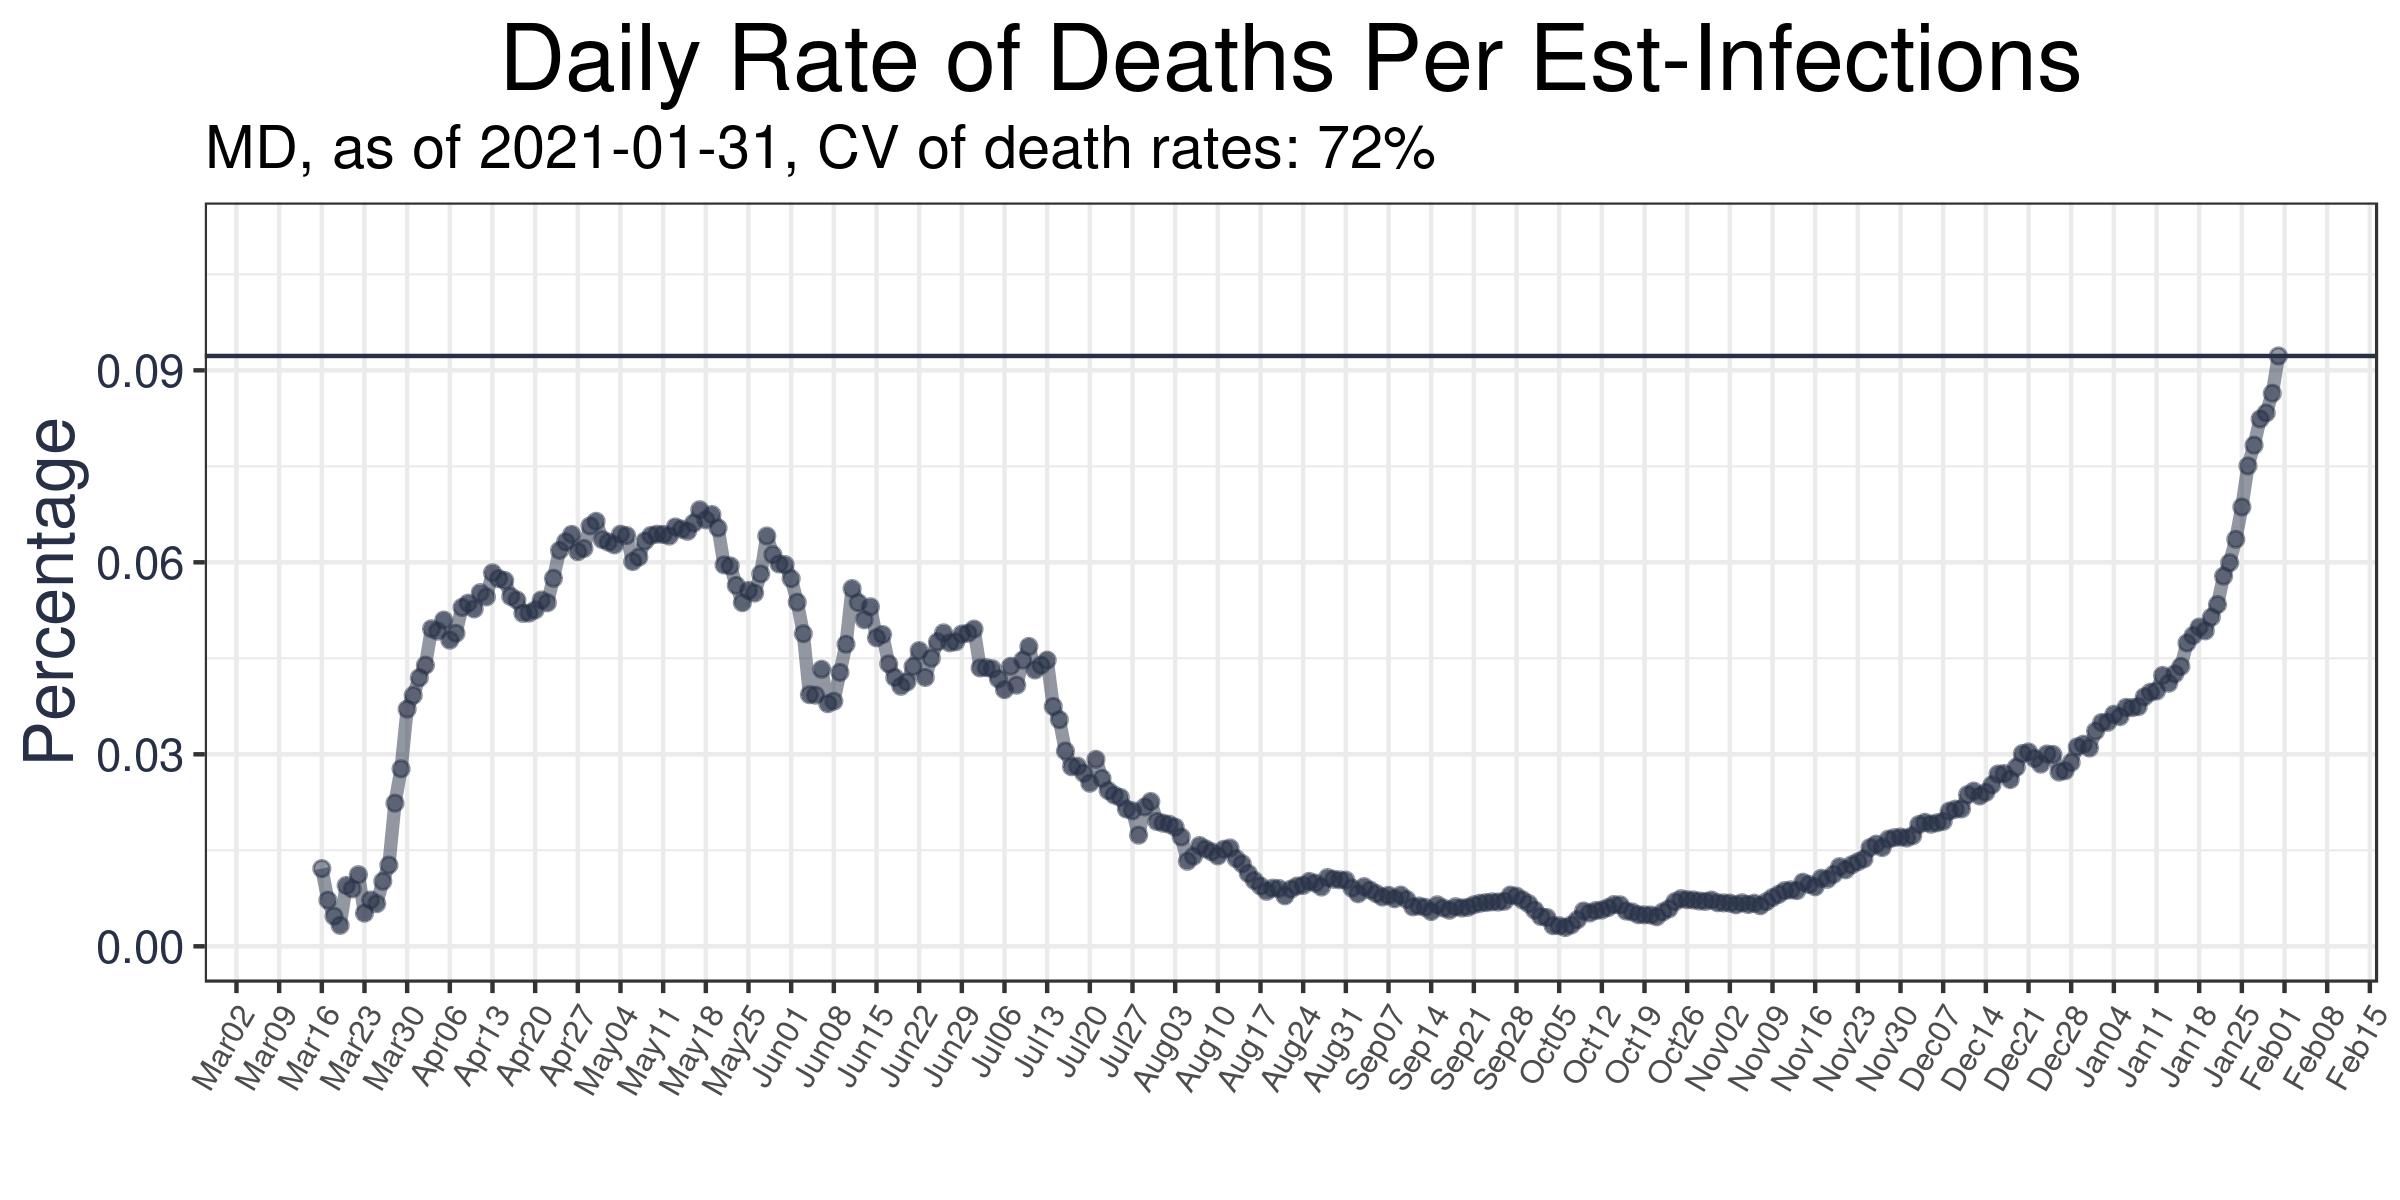 Daily Rate of Deaths Per Est-Infections
MD, as of 2021-01-31, CV of death rates: 72%
Percentage
0.09
0.06
0.03
0.00
Mar02
Mar09
Mar16
Mar23
Mar30
Apr06
Apr13
Apr20
Apr27
May04
May11
May18
May25
Jun01
Jun08
Jun15
Jun22
Jun29
Jul06
Jul13
Jul20
Jul27
Aug03
Aug10
Aug17
Aug24
Aug31
Sep07
Sep14
Sep21
Sep28
Oct05
Oct12
Oct19
Oct26
Nov02
Nov09
Nov16
Nov23
Nov30
Dec07
Dec14
Dec21
Dec28
Jan04
Jan11
Jan18
Jan25
Feb01
Feb08
Feb15